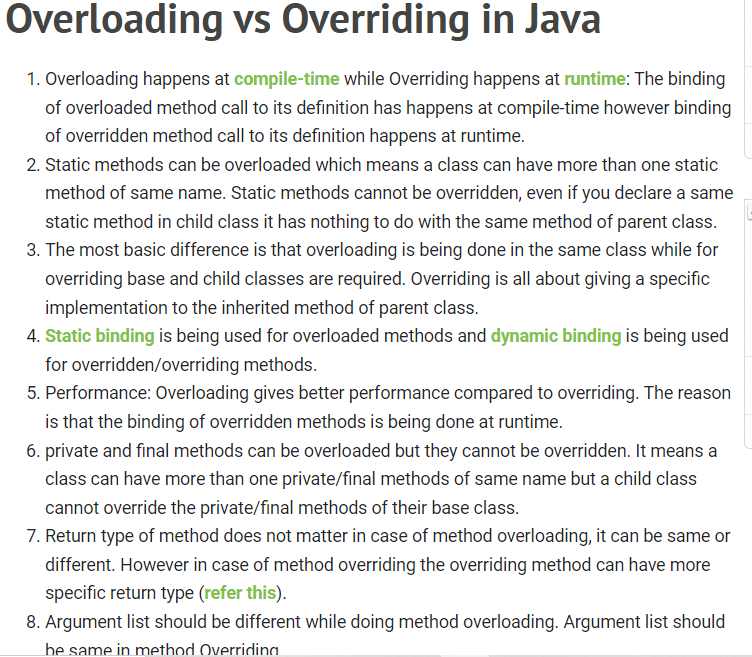 Overloading vs Overriding in Java
1. Overloading happens at compile-time while Overriding happens at runtime: The binding
of overloaded method call to its definition has happens at compile-time however binding
of overridden method call to its definition happens at runtime.
2. Static methods can be overloaded which means a class can have more than one static
method of same name. Static methods cannot be overridden, even if you declare a same
static method in child class it has nothing to do with the same method of parent class.
3. The most basic difference is that overloading is being done in the same class while for
overriding base and child classes are required. Overriding is all about giving a specific
implementation to the inherited method of parent class.
4. Static binding is being used for overloaded methods and dynamic binding is being used
for overridden/overriding methods.
5. Performance: Overloading gives better performance compared to overriding. The reason
is that the binding of overridden methods is being done at runtime.
6. private and final methods can be overloaded but they cannot be overridden. It means a
class can have more than one private/final methods of same name but a child class
cannot override the private/final methods of their base class.
7. Return type of method does not matter in case of method overloading, it can be same or
different. However in case of method overriding the overriding method can have more
specific return type (refer this).
8. Argument list should be different while doing method overloading. Argument list should
be same in method Overriding